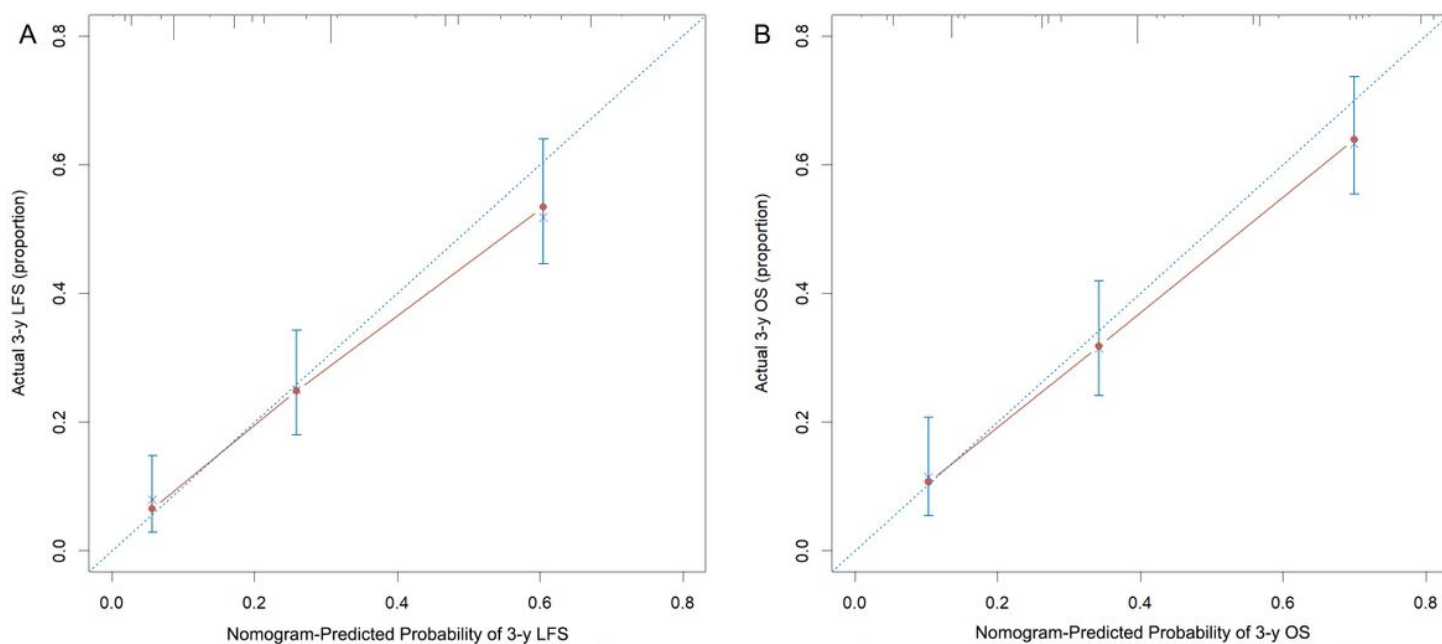 A
0.8
0.6
0.4
0.2
0.0
Actual 3-y LFS (proportion)
0.0 0.2 0.4 0.6 0.8
Nomogram-Predicted Probability of 3-y LFS
B
0.8
0.6
0.4
0.2
0.0
Actual 3-y OS (proportion)
0.0 0.2 0.4 0.6 0.8
Nomogram-Predicted Probability of 3-y OS